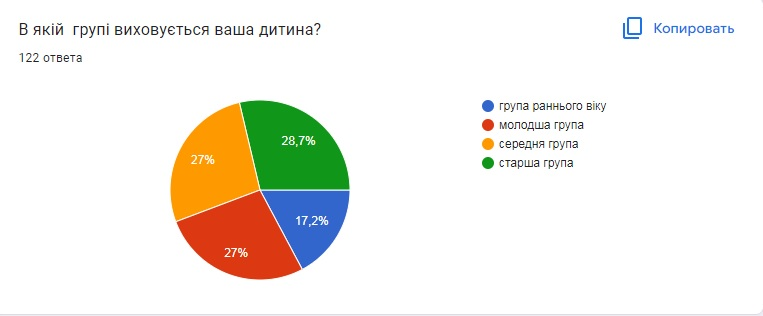 В якій групі виховується ваша дитина?
Копировать
122 ответа
28,7%
27%
17,2%
27%
група раннього віку
молодша група
середня група
старша група